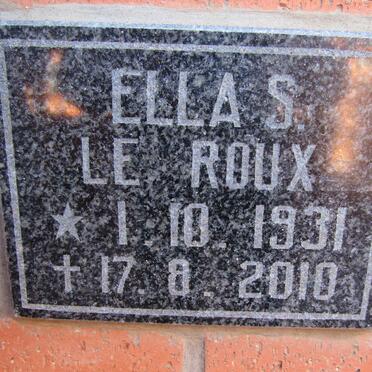 ELLA S.
LE ROUX
★ 1.10.1931
✝ 17.8.2010